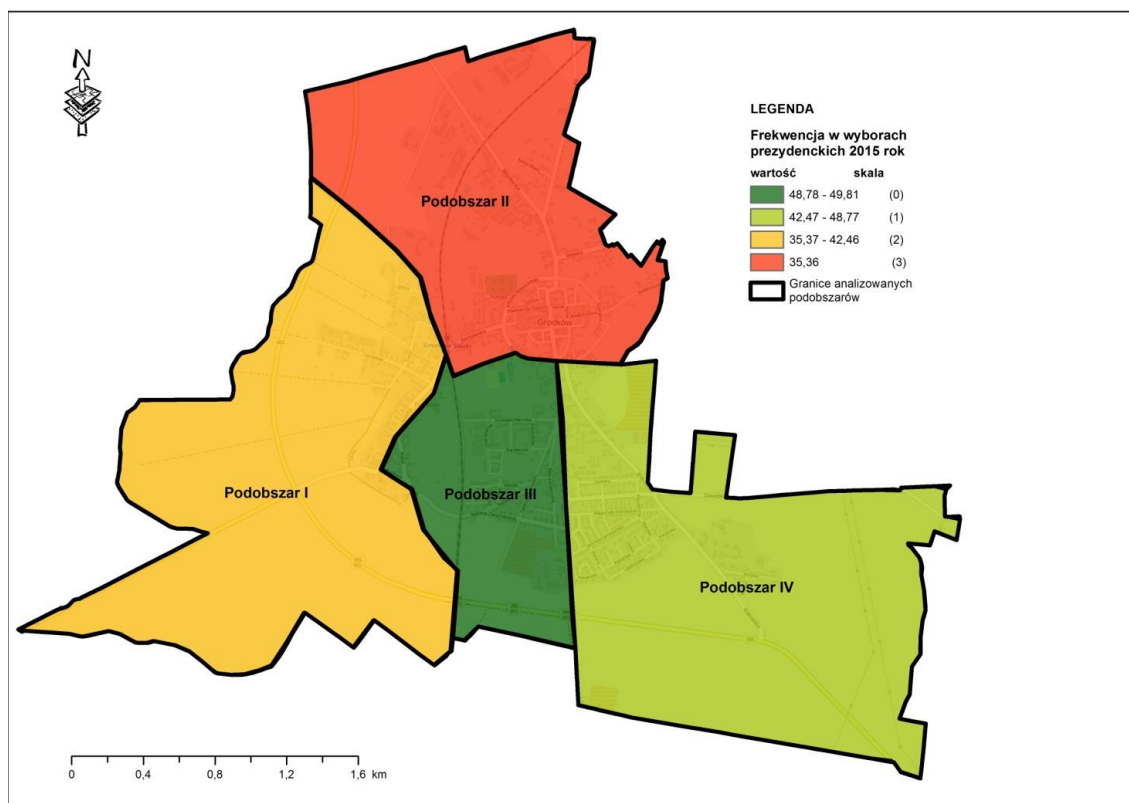 N
LEGENDA
Frekwencja w wyborach
prezydenckich 2015 rok
wartość skala
48,78 - 49,81 (0)
42,47 - 48,77 (1)
35,37 - 42,46 (2)
35,36 (3)
Granice analizowanych
podobszarów
Podobszar II
Grodków
Podobszar I
Podobszar III
Podobszar IV
0 0,4 0,8 1,2 1,6 km